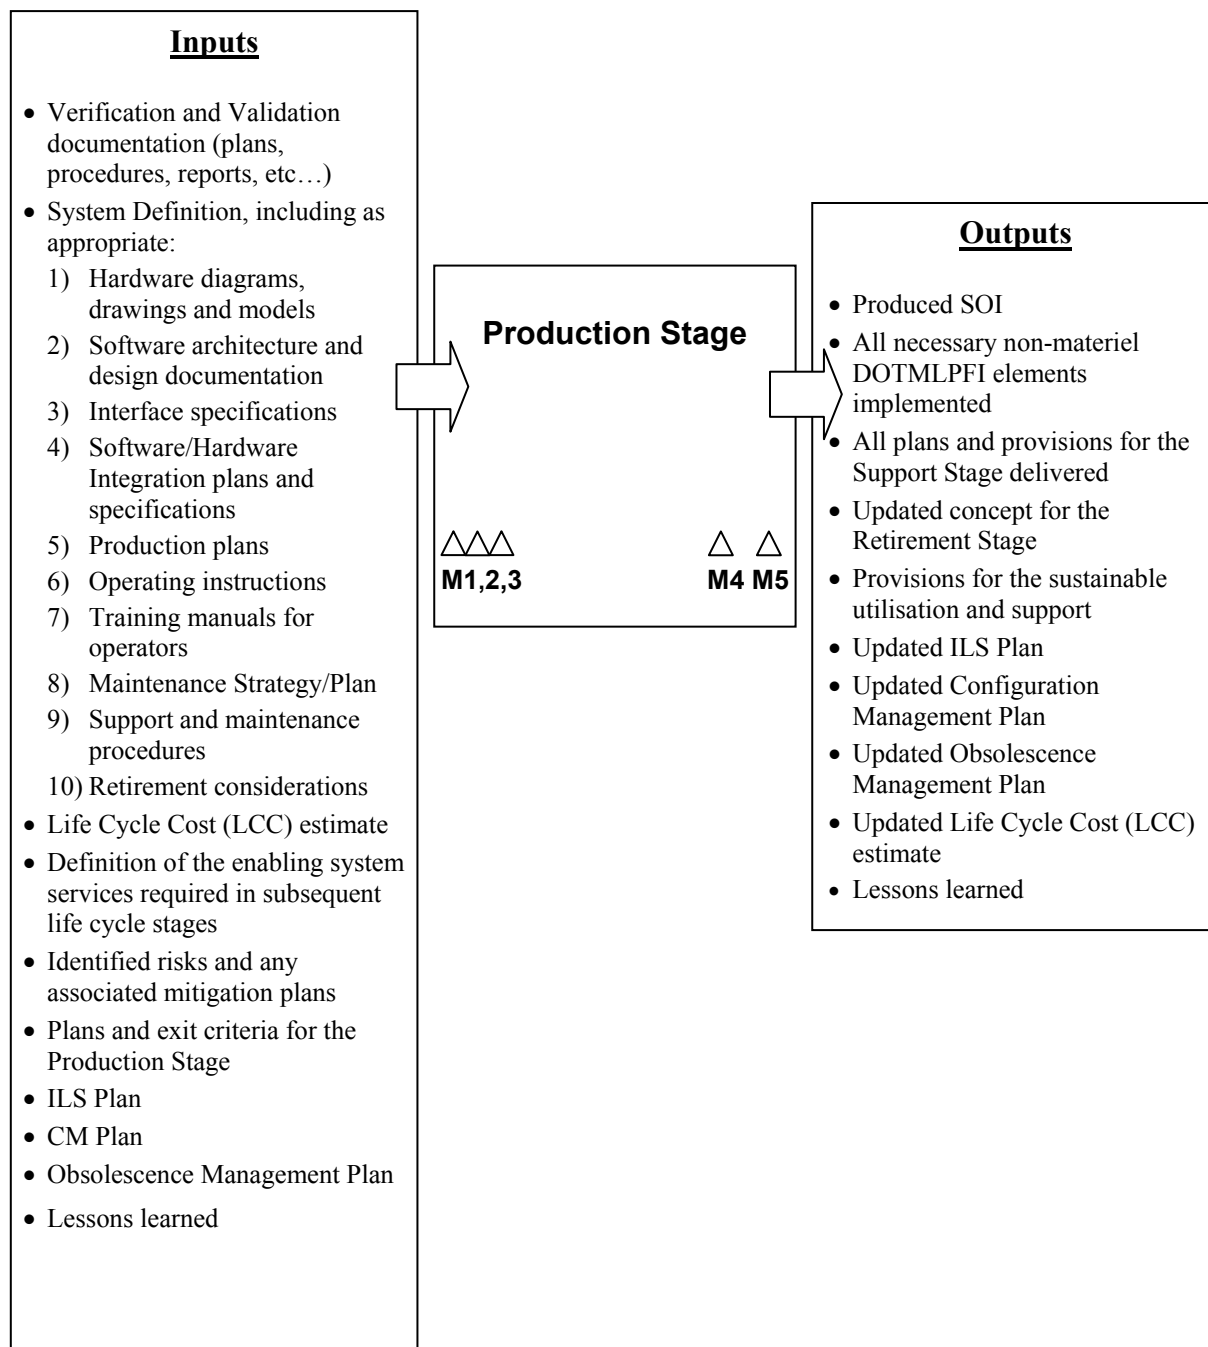 Inputs
• Verification and Validation
documentation (plans,
procedures, reports, etc…)
• System Definition, including as
appropriate:
1) Hardware diagrams,
drawings and models
2) Software architecture and
design documentation
3) Interface specifications
4) Software/Hardware
Integration plans and
specifications
5) Production plans
6) Operating instructions
7) Training manuals for
operators
8) Maintenance Strategy/Plan
9) Support and maintenance
procedures
10) Retirement considerations
• Life Cycle Cost (LCC) estimate
• Definition of the enabling system
services required in subsequent
life cycle stages
• Identified risks and any
associated mitigation plans
• Plans and exit criteria for the
Production Stage
• ILS Plan
• CM Plan
• Obsolescence Management Plan
• Lessons learned
Production Stage
M1,2,3
M4 M5
Outputs
• Produced SOI
• All necessary non-materiel
DOTMLPFI elements
implemented
• All plans and provisions for the
Support Stage delivered
• Updated concept for the
Retirement Stage
• Provisions for the sustainable
utilisation and support
• Updated ILS Plan
• Updated Configuration
Management Plan
• Updated Obsolescence
Management Plan
• Updated Life Cycle Cost (LCC)
estimate
• Lessons learned